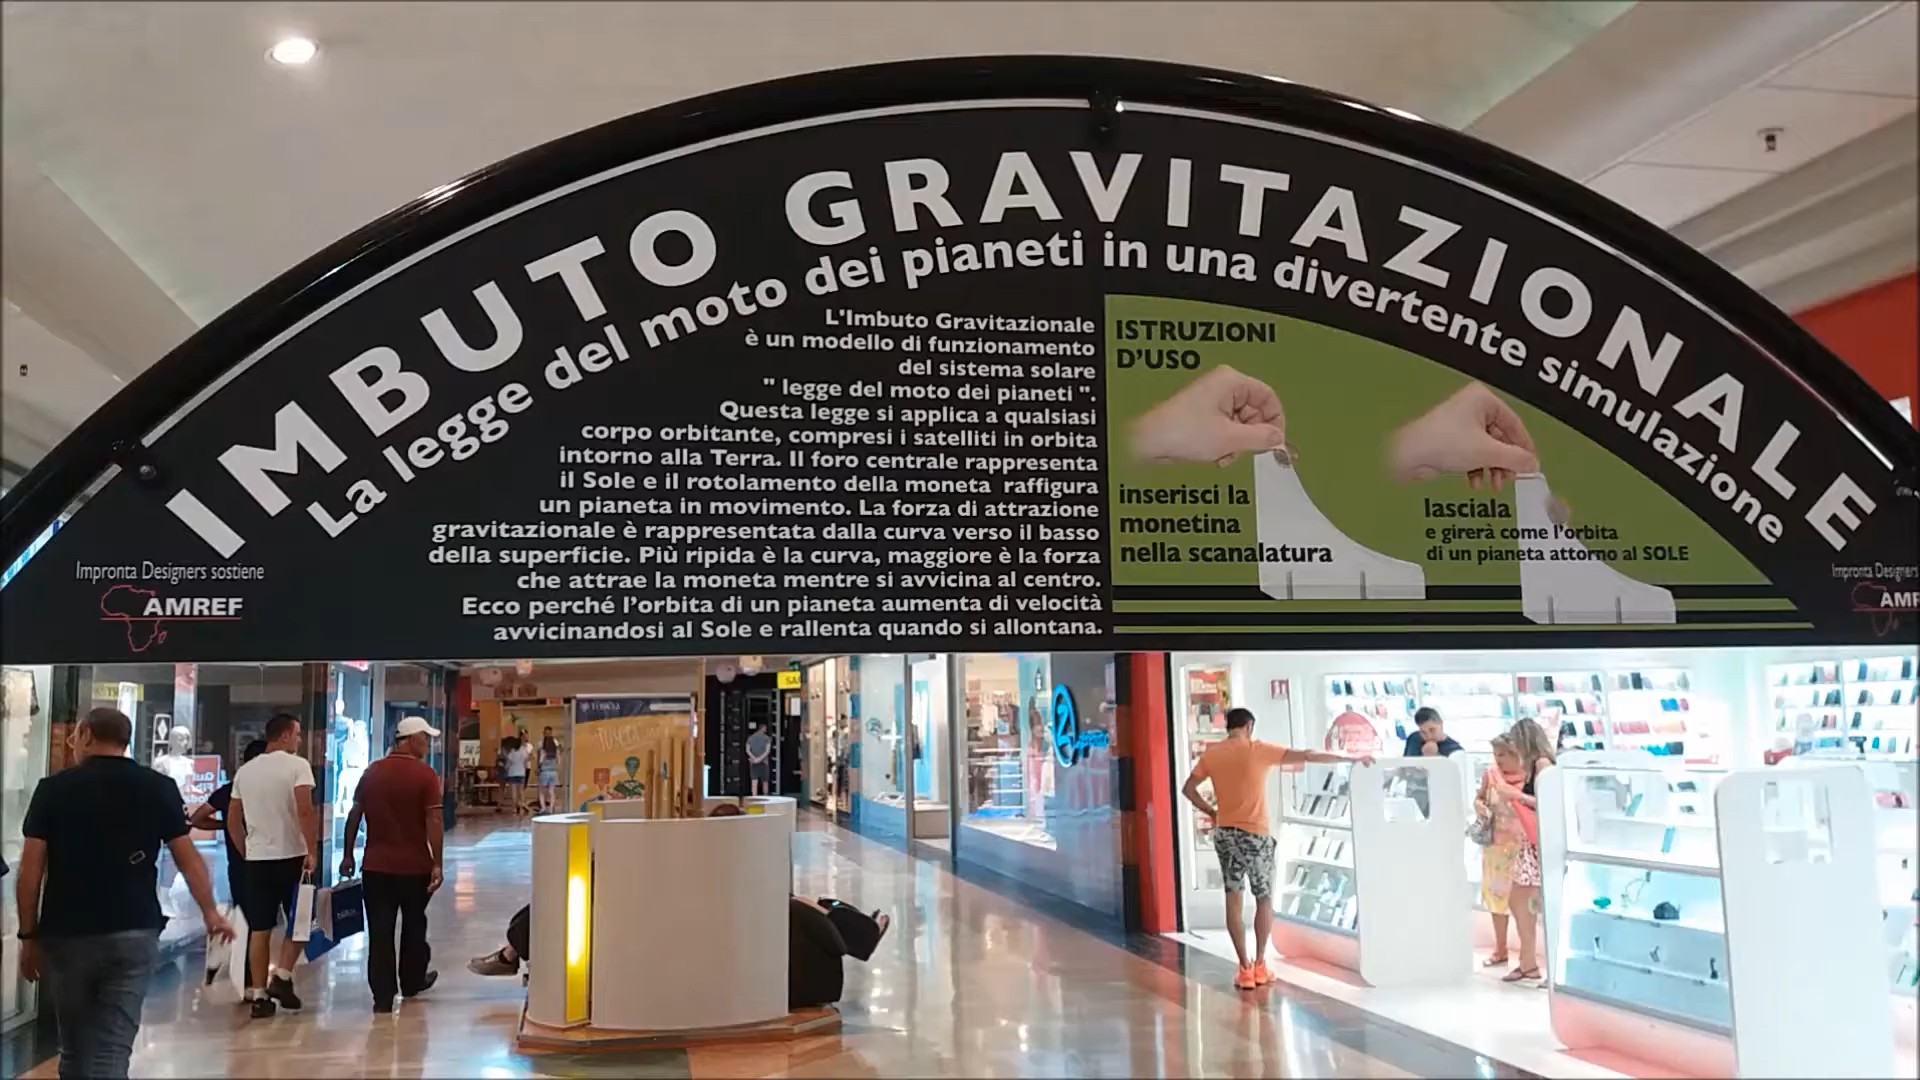 IMBUTO GRAVITAZIONALE
La legge del moto dei pianeti in una divertente simulazione
L'Imbuto Gravitazionale
è un modello di funzionamento
del sistema solare
" legge del moto dei pianeti ".
Questa legge si applica a qualsiasi
corpo orbitante, compresi i satelliti in orbita
intorno alla Terra. Il foro centrale rappresenta
il Sole e il rotolamento della moneta raffigura
un pianeta in movimento. La forza di attrazione
gravitazionale è rappresentata dalla curva verso il basso
della superficie. Più ripida è la curva, maggiore è la forza
che attrae la moneta mentre si avvicina al centro.
Ecco perché l'orbita di un pianeta aumenta di velocità
avvicinandosi al Sole e rallenta quando si allontana.
ISTRUZIONI
D'USO
inserisci la
monetina
nella scanalatura
lasciala
e girerà come l'orbita
di un pianeta attorno al SOLE
Impronta Designers sostiene
AMREF
Impronta Designers
AMR